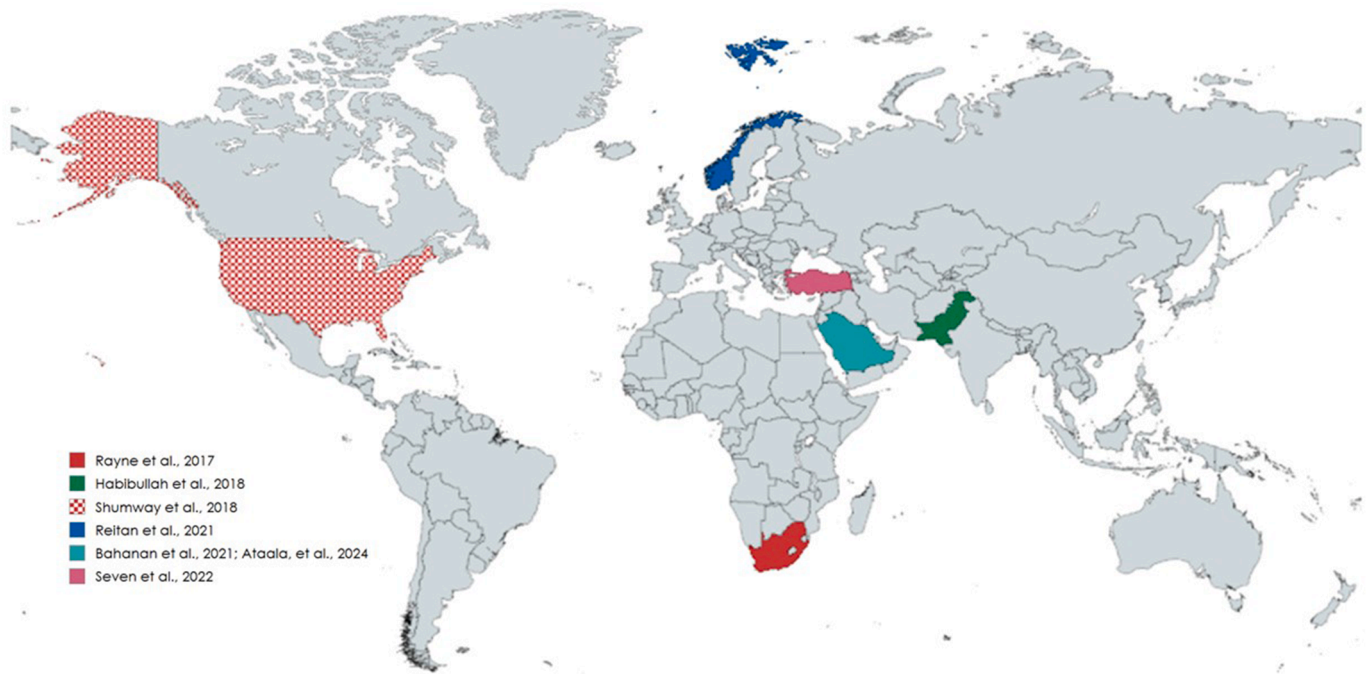 Rayne et al., 2017
Habibullah et al., 2018
Shumway et al., 2018
Reitan et al., 2021
Bahanan et al., 2021; Ataala, et al., 2024
Seven et al., 2022